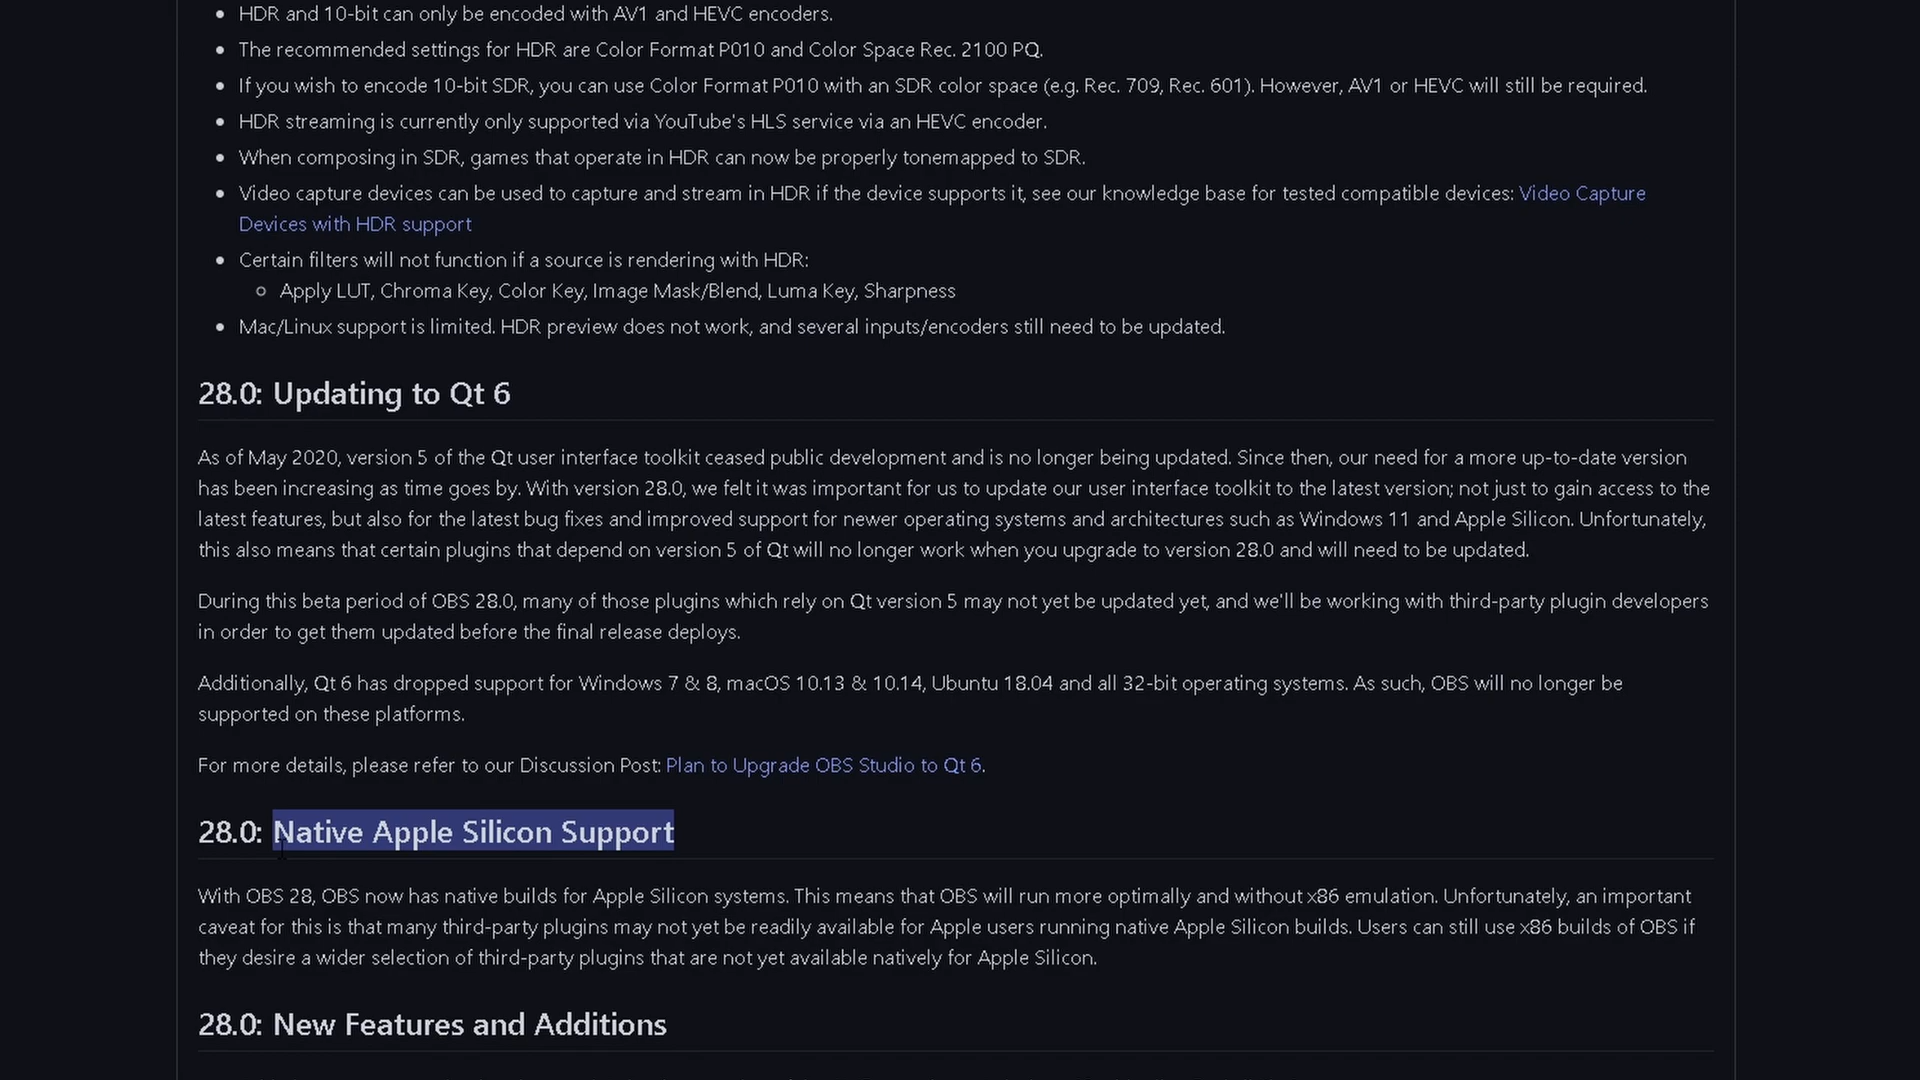 HDR and 10-bit can only be encoded with AV1 and HEVC encoders.
The recommended settings for HDR are Color Format P010 and Color Space Rec. 2100 PQ.
If you wish to encode 10-bit SDR, you can use Color Format P010 with an SDR color space (e.g. Rec. 709, Rec. 601). However, AV1 or HEVC will still be required.
HDR streaming is currently only supported via YouTube's HLS service via an HEVC encoder.
When composing in SDR, games that operate in HDR can now be properly tonemapped to SDR.
Video capture devices can be used to capture and stream in HDR if the device supports it, see our knowledge base for tested compatible devices: Video Capture
Devices with HDR support
Certain filters will not function if a source is rendering with HDR:
Apply LUT, Chroma Key, Color Key, Image Mask/Blend, Luma Key, Sharpness
Mac/Linux support is limited. HDR preview does not work, and several inputs/encoders still need to be updated.
28.0: Updating to Qt 6
As of May 2020, version 5 of the Qt user interface toolkit ceased public development and is no longer being updated. Since then, our need for a more up-to-date version
has been increasing as time goes by. With version 28.0, we felt it was important for us to update our user interface toolkit to the latest version; not just to gain access to the
latest features, but also for the latest bug fixes and improved support for newer operating systems and architectures such as Windows 11 and Apple Silicon. Unfortunately,
this also means that certain plugins that depend on version 5 of Qt will no longer work when you upgrade to version 28.0 and will need to be updated.
During this beta period of OBS 28.0, many of those plugins which rely on Qt version 5 may not yet be updated yet, and we'll be working with third-party plugin developers
in order to get them updated before the final release deploys.
Additionally, Qt 6 has dropped support for Windows 7 & 8, macOS 10.13 & 10.14, Ubuntu 18.04 and all 32-bit operating systems. As such, OBS will no longer be
supported on these platforms.
For more details, please refer to our Discussion Post: Plan to Upgrade OBS Studio to Qt 6.
28.0: Native Apple Silicon Support
With OBS 28, OBS now has native builds for Apple Silicon systems. This means that OBS will run more optimally and without x86 emulation. Unfortunately, an important
caveat for this is that many third-party plugins may not yet be readily available for Apple users running native Apple Silicon builds. Users can still use x86 builds of OBS if
they desire a wider selection of third-party plugins that are not yet available natively for Apple Silicon.
28.0: New Features and Additions